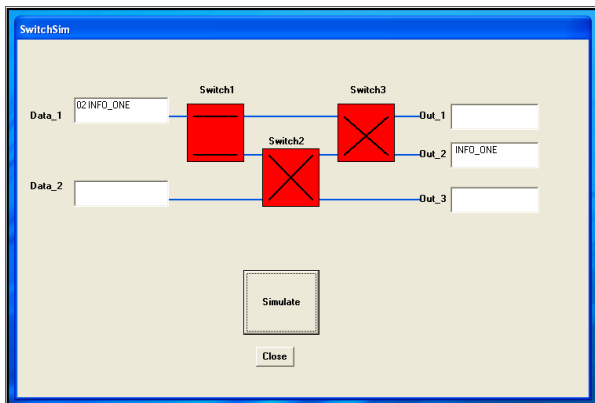 SwitchSim
Switch1
Switch3
Data_1
02 INFO_ONE
Out_1
Switch2
Out_2
INFO_ONE
Data_2
Out_3
Simulate
Close